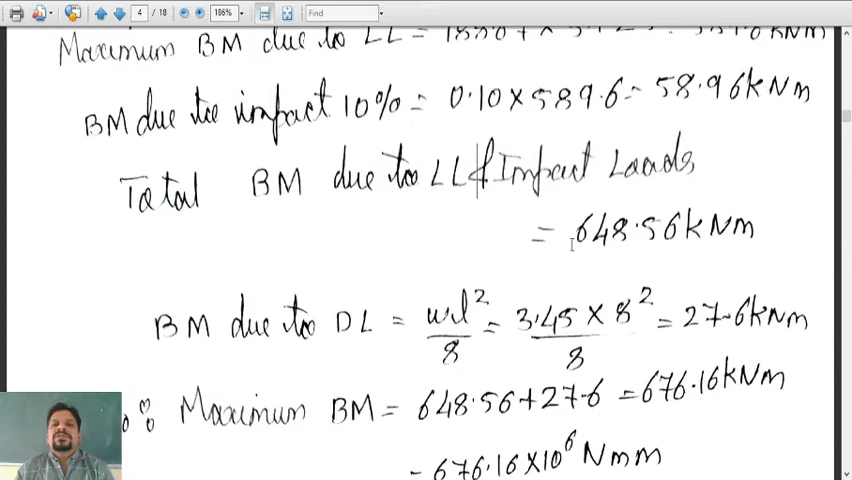 4 / 18 186% Find
Maximum BM due to LL =
BM due too impact 10% = 0.10 × 589.6 = 58.96 kNm
Total BM due to LL & Impact Loads
= 648.56 kNm
BM due to DL = wl²/8 = 3.45 × 8²/8 = 27.6 kNm
Maximum BM = 648.56 + 27.6 = 676.16 kNm
= 676.16 × 10⁶ Nmm